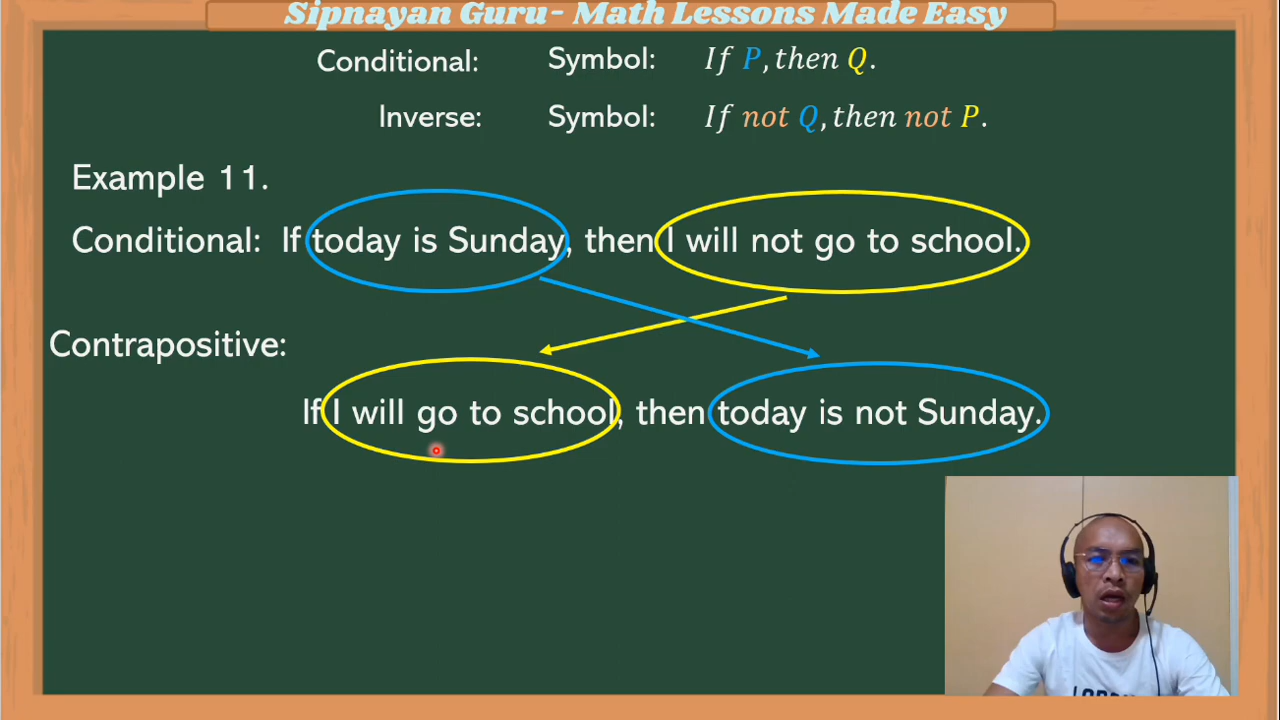 Sipnayan Guru- Math Lessons Made Easy
Conditional: Symbol: If P, then Q.
Inverse: Symbol: If not Q, then not P.
Example 11.
Conditional: If today is Sunday, then I will not go to school.
Contrapositive:
If I will go to school, then today is not Sunday.